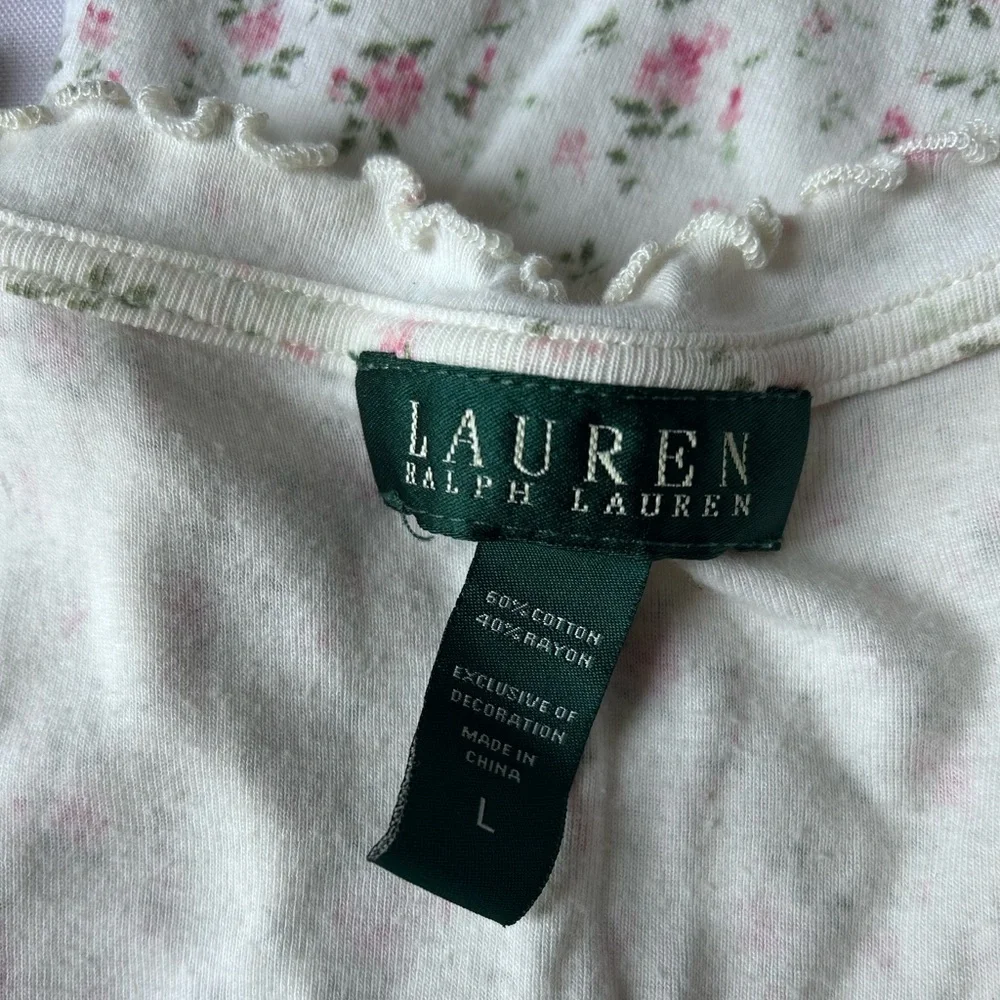 LAUREN
RALPH LAUREN
60% COTTON
40% RAYON
EXCLUSIVE OF
DECORATION
MADE IN
CHINA
L